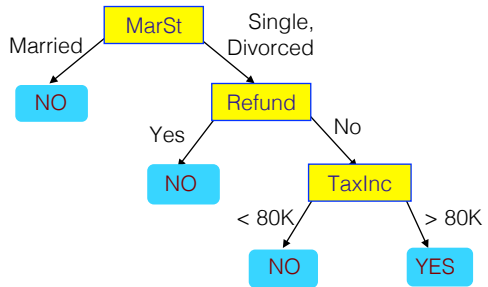 MarSt
Single,
Married
Divorced
NO
Refund
Yes
No
NO
TaxInc
< 80K
> 80K
NO
YES